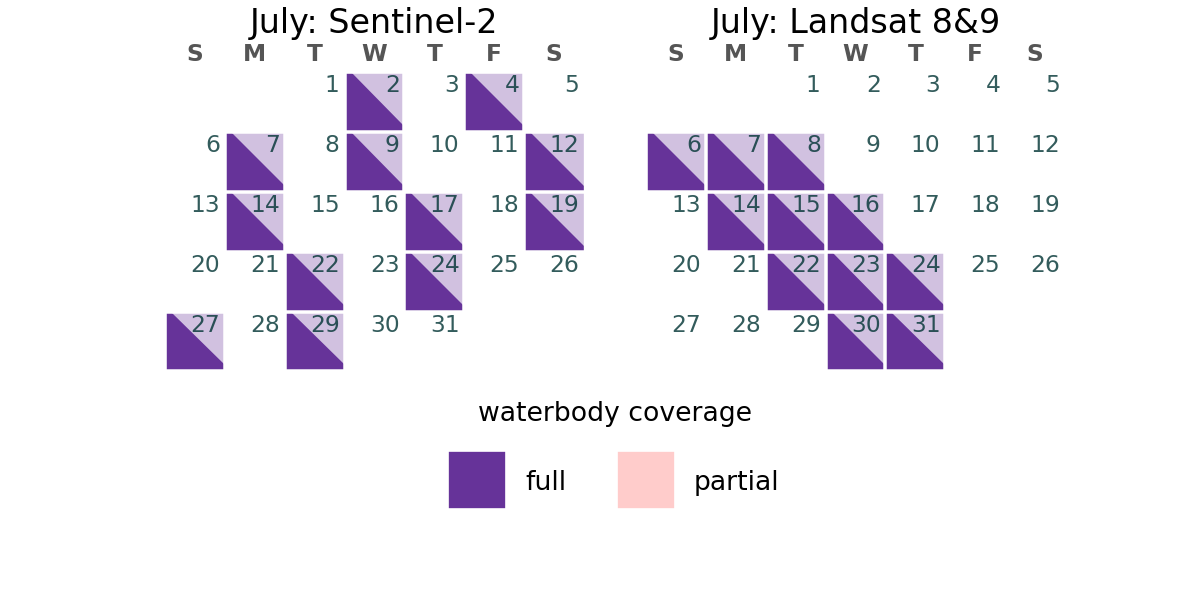 July: Sentinel-2
S M T W T F S
1 2 3 4 5
6 7 8 9 10 11 12
13 14 15 16 17 18 19
20 21 22 23 24 25 26
27 28 29 30 31
July: Landsat 8&9
S M T W T F S
1 2 3 4 5
6 7 8 9 10 11 12
13 14 15 16 17 18 19
20 21 22 23 24 25 26
27 28 29 30 31
waterbody coverage
full partial